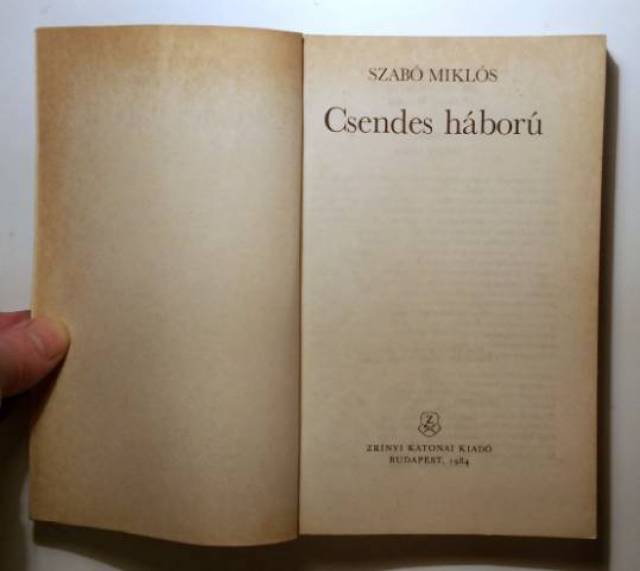 SZABÓ MIKLÓS
Csendes háború
Z
ZRÍNYI KATONAI KIADÓ
BUDAPEST, 1984